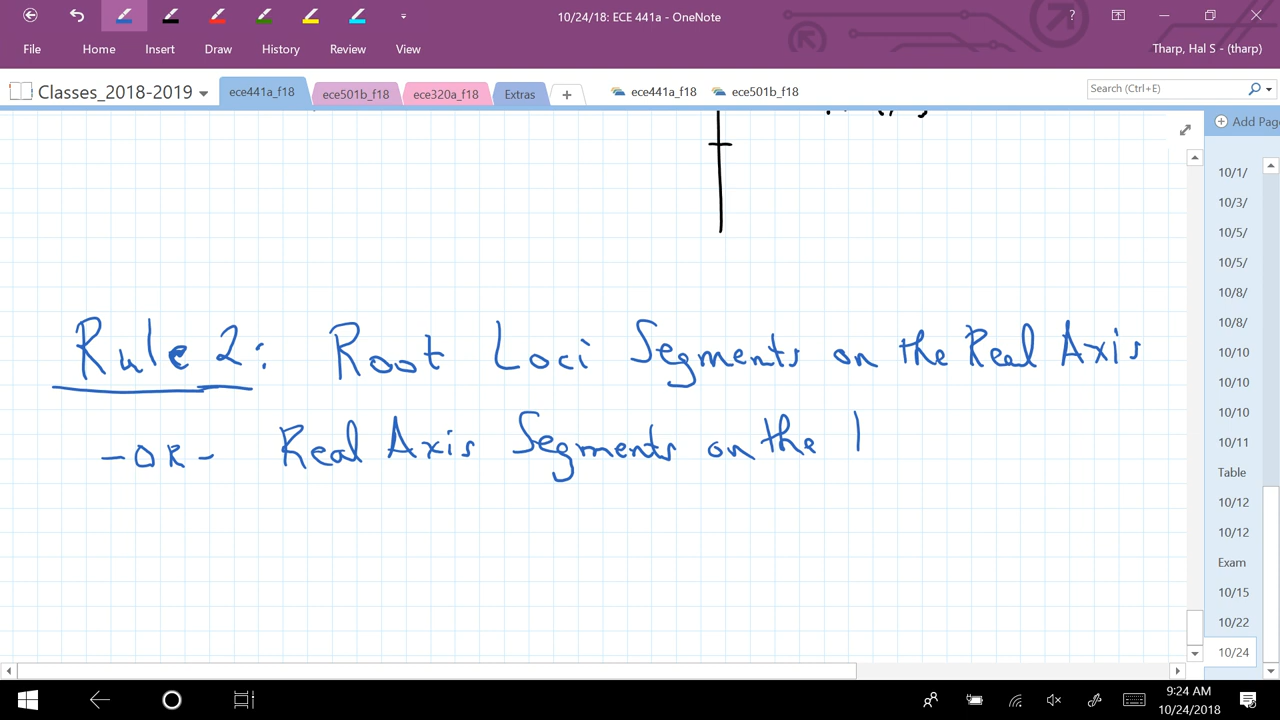 10/24/18: ECE 441a - OneNote
?
File Home Insert Draw History Review View
Tharp, Hal S - (tharp)
Classes_2018-2019 ece441a_f18 ece501b_f18 ece320a_f18 Extras + ece441a_f18 ece501b_f18
Search (Ctrl+E)
Add Pag
10/1/
10/3/
10/5/
10/5/
10/8/
10/8/
10/10
10/10
10/10
10/11
Table
10/12
10/12
Exam
10/15
10/22
10/24
Rule 2: Root Loci Segments on the Real Axis
- OR - Real Axis Segments on the
9:24 AM
10/24/2018